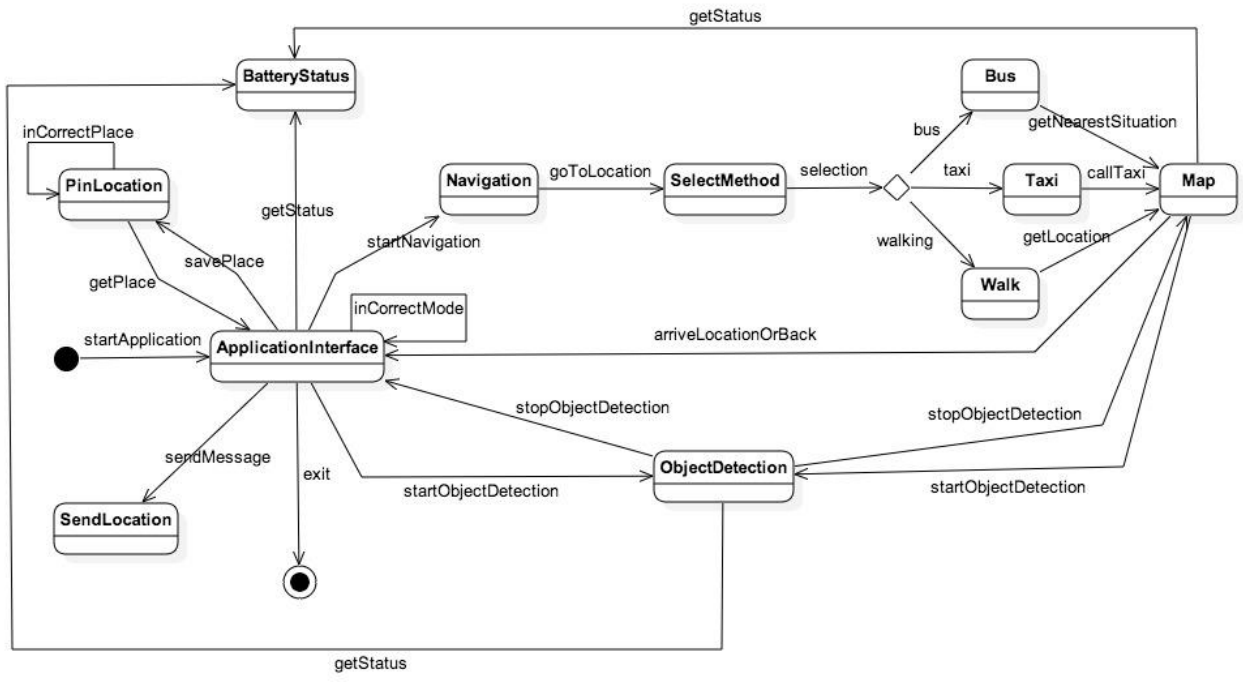 getStatus
BatteryStatus
Bus
inCorrectPlace
bus
getNearestSituation
PinLocation
Navigation
goToLocation
SelectMethod
selection
taxi
Taxi
callTaxi
Map
getStatus
startNavigation
walking
getLocation
savePlace
getPlace
Walk
inCorrectMode
startApplication
ApplicationInterface
arriveLocationOrBack
stopObjectDetection
stopObjectDetection
sendMessage
exit
ObjectDetection
startObjectDetection
startObjectDetection
SendLocation
getStatus